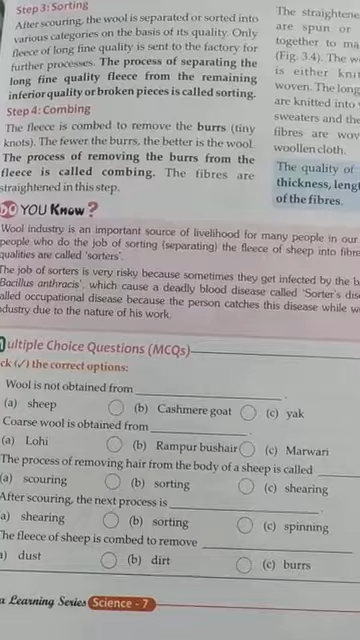 Step 3: Sorting
After scouring, the wool is separated or sorted into
various categories on the basis of its quality. Only
fleece of long fine quality is sent to the factory for
further processes. The process of separating the
long fine quality fleece from the remaining
inferior quality or broken pieces is called sorting.
Step 4: Combing
The fleece is combed to remove the burrs (tiny
knots). The fewer the burrs, the better is the wool.
The process of removing the burrs from the
fleece is called combing. The fibres are
straightened in this step.
The straightene
are spun or
together to ma
(Fig. 3.4). The w
is either kni
woven. The long
are knitted into
sweaters and the
fibres are wov
woollen cloth.
The quality of
thickness, lengt
of the fibres.
DO YOU Know?
Wool industry is an important source of livelihood for many people in our
people who do the job of sorting (separating) the fleece of sheep into fibre
qualities are called 'sorters'.
The job of sorters is very risky because sometimes they get infected by the b
Bacillus anthracis', which cause a deadly blood disease called 'Sorter's dise
alled occupational disease because the person catches this disease while w
ndustry due to the nature of his work.
ultiple Choice Questions (MCQs)
ck (✓) the correct options:
Wool is not obtained from
(a) sheep (b) Cashmere goat (c) yak
Coarse wool is obtained from .
(a) Lohi (b) Rampur bushair (c) Marwari
The process of removing hair from the body of a sheep is called
(a) scouring (b) sorting (c) shearing
After scouring, the next process is .
a) shearing (b) sorting (c) spinning
The fleece of sheep is combed to remove
a) dust (b) dirt (c) burrs
a Learning Series Science - 7